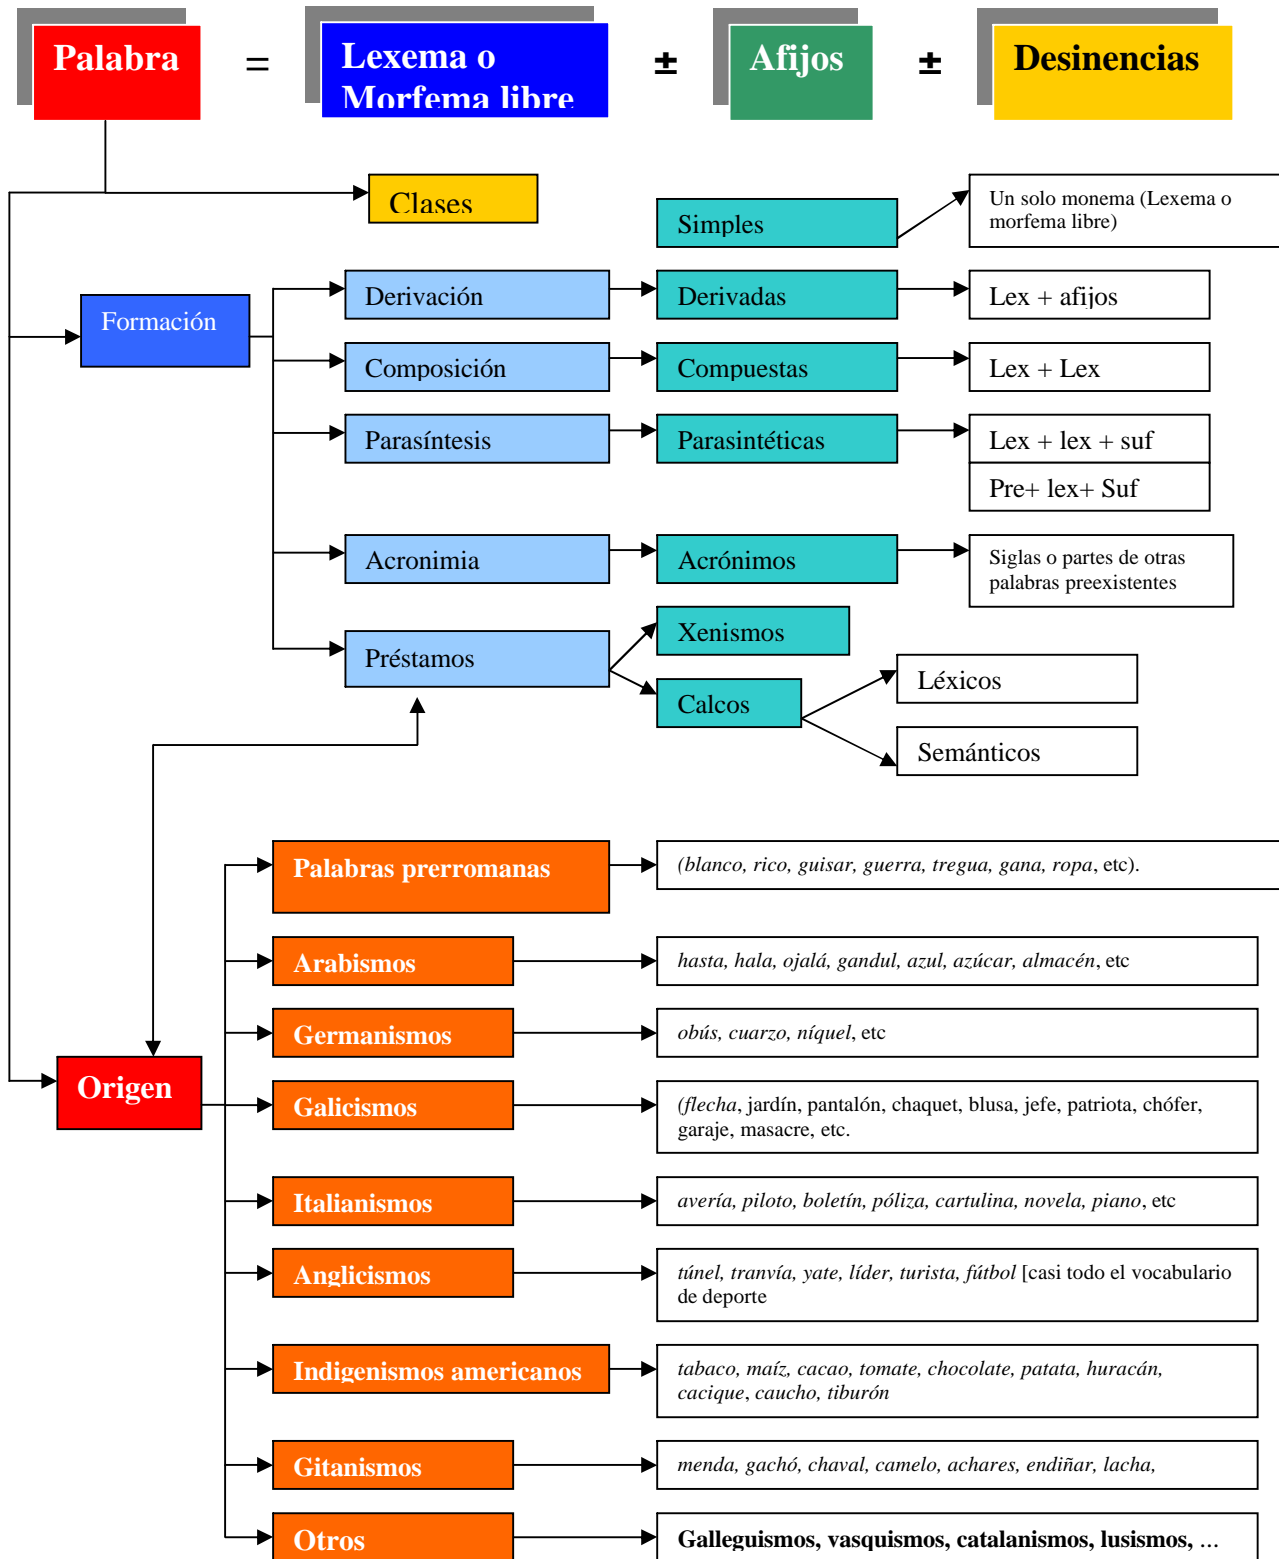 Palabra = Lexema o ± Afijos ± Desinencias
Morfema libre
Clases
Simples
Un solo monema (Lexema o
morfema libre)
Formación
Derivación
Derivadas
Lex + afijos
Composición
Compuestas
Lex + Lex
Parasíntesis
Parasintéticas
Lex + lex + suf
Pre+ lex+ Suf
Acronimia
Acrónimos
Siglas o partes de otras
palabras preexistentes
Préstamos
Xenismos
Calcos
Léxicos
Semánticos
Origen
Palabras prerromanas
(blanco, rico, guisar, guerra, tregua, gana, ropa, etc).
Arabismos
hasta, hala, ojalá, gandul, azul, azúcar, almacén, etc
Germanismos
obús, cuarzo, níquel, etc
Galicismos
(flecha, jardín, pantalón, chaquet, blusa, jefe, patriota, chófer,
garaje, masacre, etc.
Italianismos
avería, piloto, boletín, póliza, cartulina, novela, piano, etc
Anglicismos
túnel, tranvía, yate, líder, turista, fútbol [casi todo el vocabulario
de deporte
Indigenismos americanos
tabaco, maíz, cacao, tomate, chocolate, patata, huracán,
cacique, caucho, tiburón
Gitanismos
menda, gachó, chaval, camelo, achares, endiñar, lacha,
Otros
Galleguismos, vasquismos, catalanismos, lusismos, ...